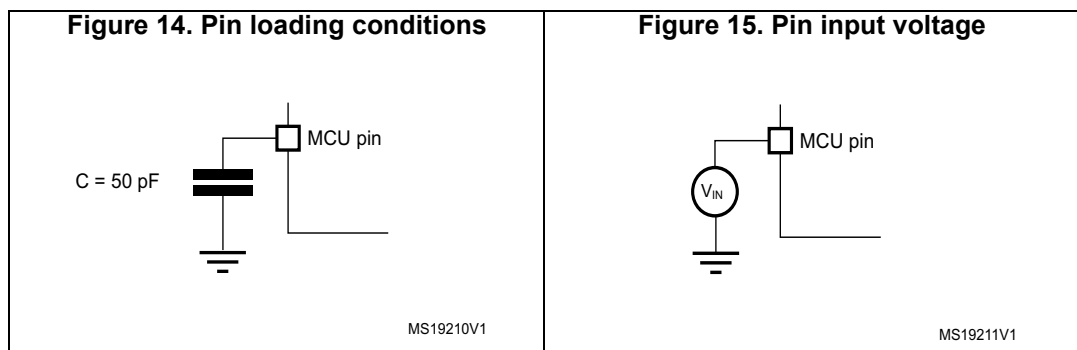 Figure 14. Pin loading conditions
MCU pin
C = 50 pF
MS19210V1
Figure 15. Pin input voltage
MCU pin
VIN
MS19211V1